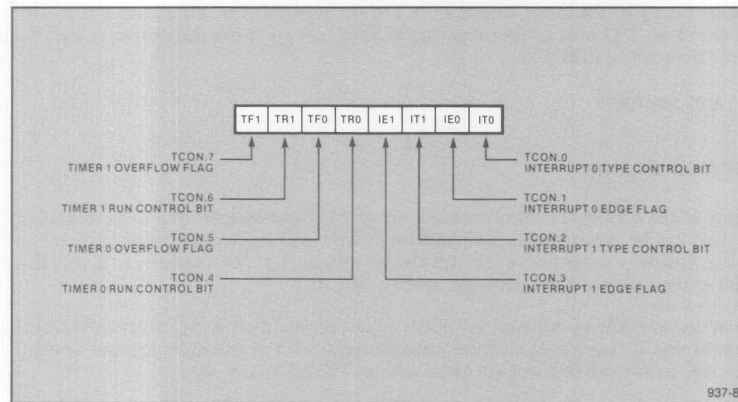 TF1 TR1 TF0 TR0 IE1 IT1 IE0 IT0
TCON.7
TIMER 1 OVERFLOW FLAG
TCON.6
TIMER 1 RUN CONTROL BIT
TCON.5
TIMER 0 OVERFLOW FLAG
TCON.4
TIMER 0 RUN CONTROL BIT
TCON.0
INTERRUPT 0 TYPE CONTROL BIT
TCON.1
INTERRUPT 0 EDGE FLAG
TCON.2
INTERRUPT 1 TYPE CONTROL BIT
TCON.3
INTERRUPT 1 EDGE FLAG
937-8